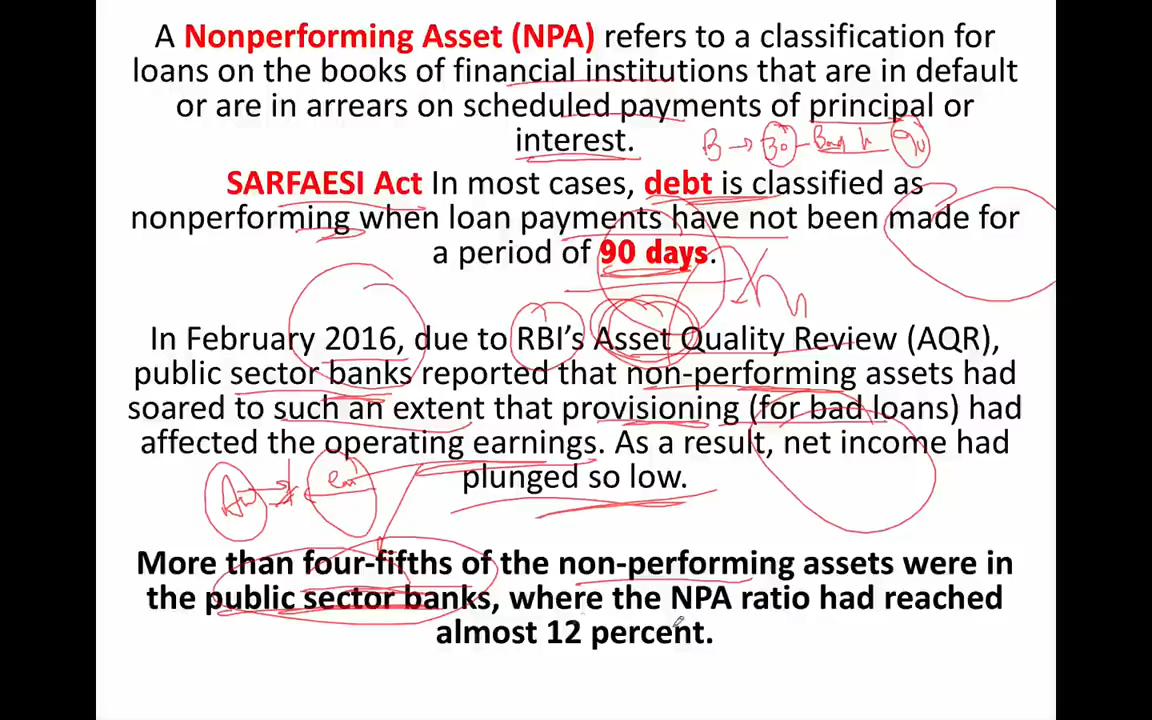 A Nonperforming Asset (NPA) refers to a classification for
loans on the books of financial institutions that are in default
or are in arrears on scheduled payments of principal or
interest.
B → 30 - 90
SARFAESI Act In most cases, debt is classified as
nonperforming when loan payments have not been made for
a period of 90 days.
In February 2016, due to RBI's Asset Quality Review (AQR),
public sector banks reported that non-performing assets had
soared to such an extent that provisioning (for bad loans) had
affected the operating earnings. As a result, net income had
plunged so low.
More than four-fifths of the non-performing assets were in
the public sector banks, where the NPA ratio had reached
almost 12 percent.